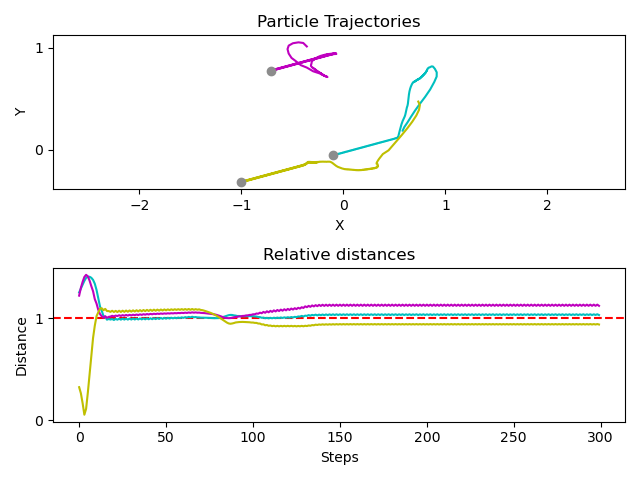 Particle Trajectories
1
0
Y
−2
−1
0
1
2
X
Relative distances
1
0
Distance
0
50
100
150
200
250
300
Steps